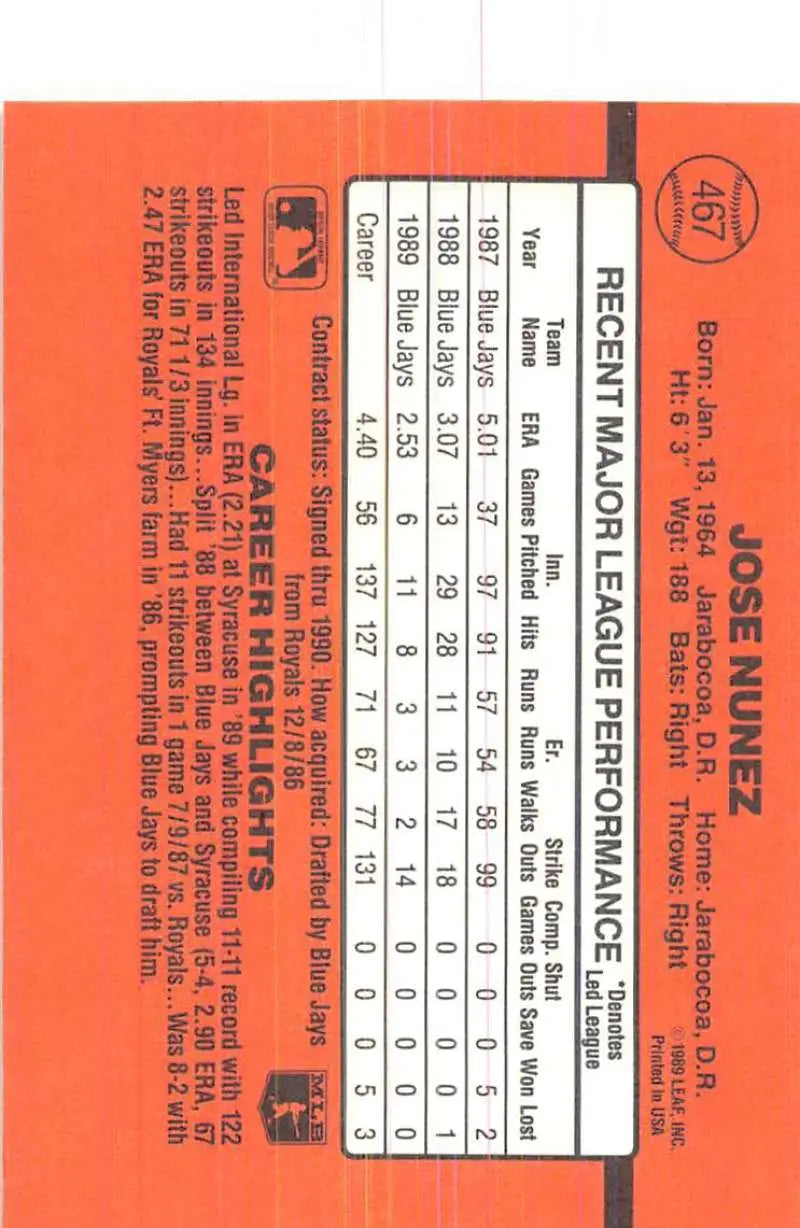 467
JOSE NUNEZ
Born: Jan. 13, 1964 Jarabocoa, D.R. Home: Jarabocoa, D.R.
Ht: 6'3" Wgt: 188 Bats: Right Throws: Right
© 1989 LEAF, INC.
Printed in USA
RECENT MAJOR LEAGUE PERFORMANCE *Denotes Led League
Year Team Name ERA Games Inn. Pitched Hits Runs Er. Runs Walks Strike Outs Comp. Games Shut Outs Save Won Lost
1987 Blue Jays 5.01 37 97 91 57 54 58 99 0 0 0 5 2
1988 Blue Jays 3.07 13 29 28 11 10 17 18 0 0 0 0 1
1989 Blue Jays 2.53 6 11 8 3 3 2 14 0 0 0 0 0
Career 4.40 56 137 127 71 67 77 131 0 0 0 5 3
Contract status: Signed thru 1990. How acquired: Drafted by Blue Jays
from Royals 12/8/86
MLB
CAREER HIGHLIGHTS
Led International Lg. in ERA (2.21) at Syracuse in '89 while compiling 11-11 record with 122
strikeouts in 134 innings...Split '88 between Blue Jays and Syracuse (5-4, 2.90 ERA, 67
strikeouts in 71 1/3 innings)...Had 11 strikeouts in 1 game 7/9/87 vs. Royals...Was 8-2 with
2.47 ERA for Royals' Ft. Myers farm in '86, prompting Blue Jays to draft him.